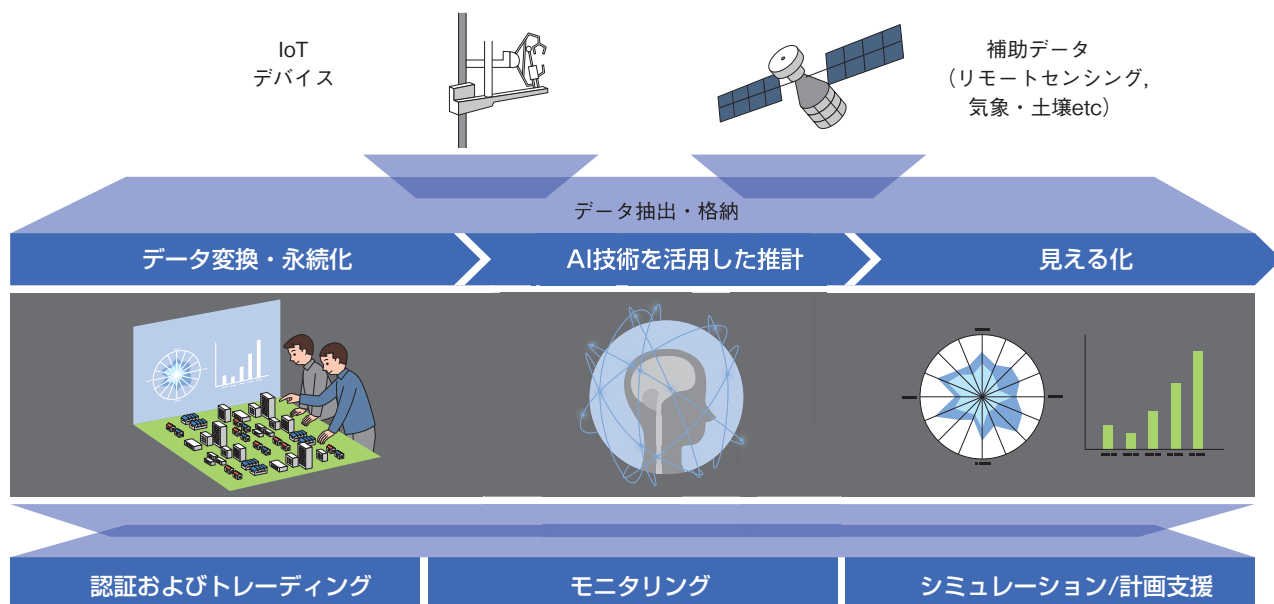 IoT
デバイス
補助データ
（リモートセンシング,
気象・土壌etc）
データ抽出・格納
データ変換・永続化
AI技術を活用した推計
見える化
認証およびトレーディング
モニタリング
シミュレーション/計画支援